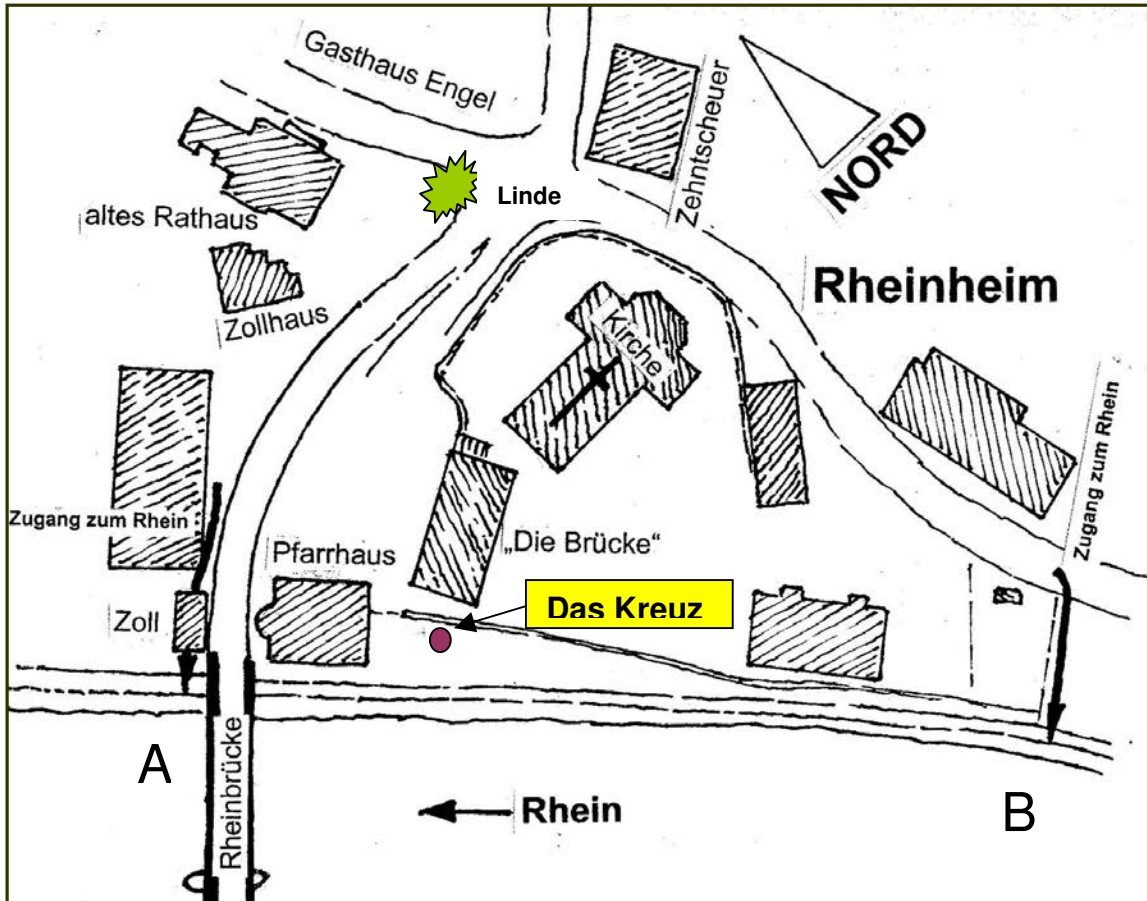 Gasthaus Engel
Zehntscheuer
NORD
altes Rathaus
Linde
Rheinheim
Zollhaus
Kirche
Zugang zum Rhein
Zugang zum Rhein
Pfarrhaus
„Die Brücke“
Zoll
Das Kreuz
A
Rheinbrücke
Rhein
B